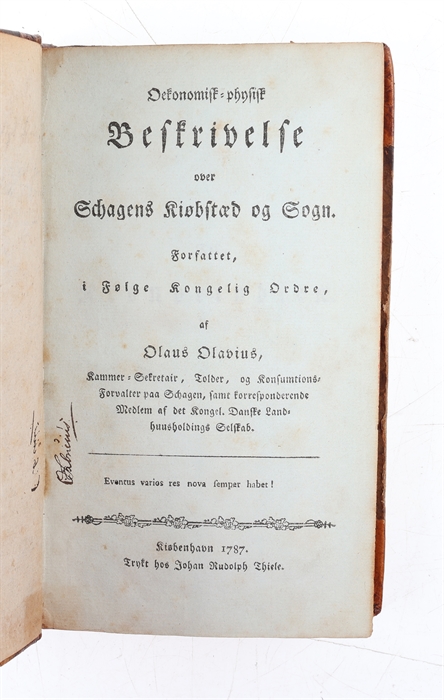 Oekonomisk-physisk
Beskrivelse
over
Schagens Kiøbstæd og Sogn.
Forfattet,
i Følge Kongelig Ordre,
af
Olaus Olavius,
Kammer-Sekretair, Tolder, og Konsumtions-
Forvalter paa Schagen, samt korresponderende
Medlem af det Kongel. Danske Land-
huusholdings Selskab.
Eventus varios res nova semper habet!
Kiøbenhavn 1787.
Trykt hos Johan Rudolph Thiele.